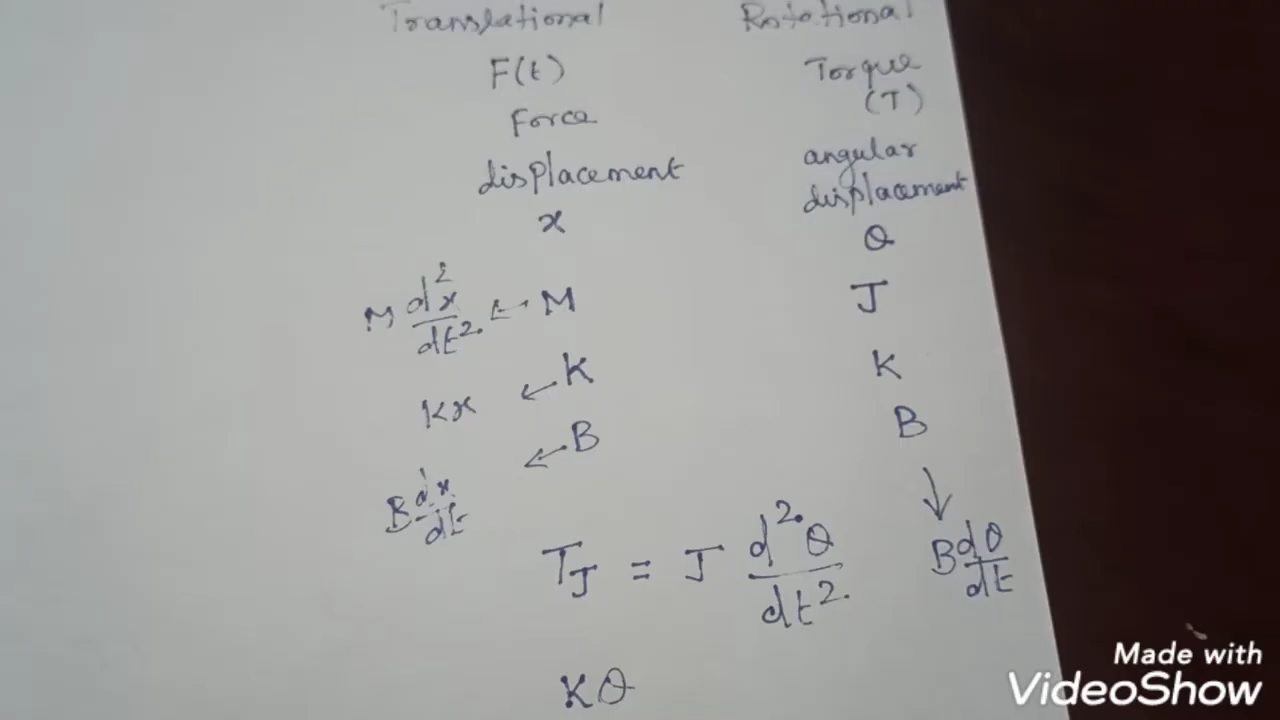 Translational Rotational
F(t) Torque
(T)
Force
displacement angular
displacement
x θ
M d²x/dt² ← M J
Kx ← K K
B dx/dt ← B B
↓
T_J = J d²θ/dt² B dθ/dt
Kθ
Made with
VideoShow